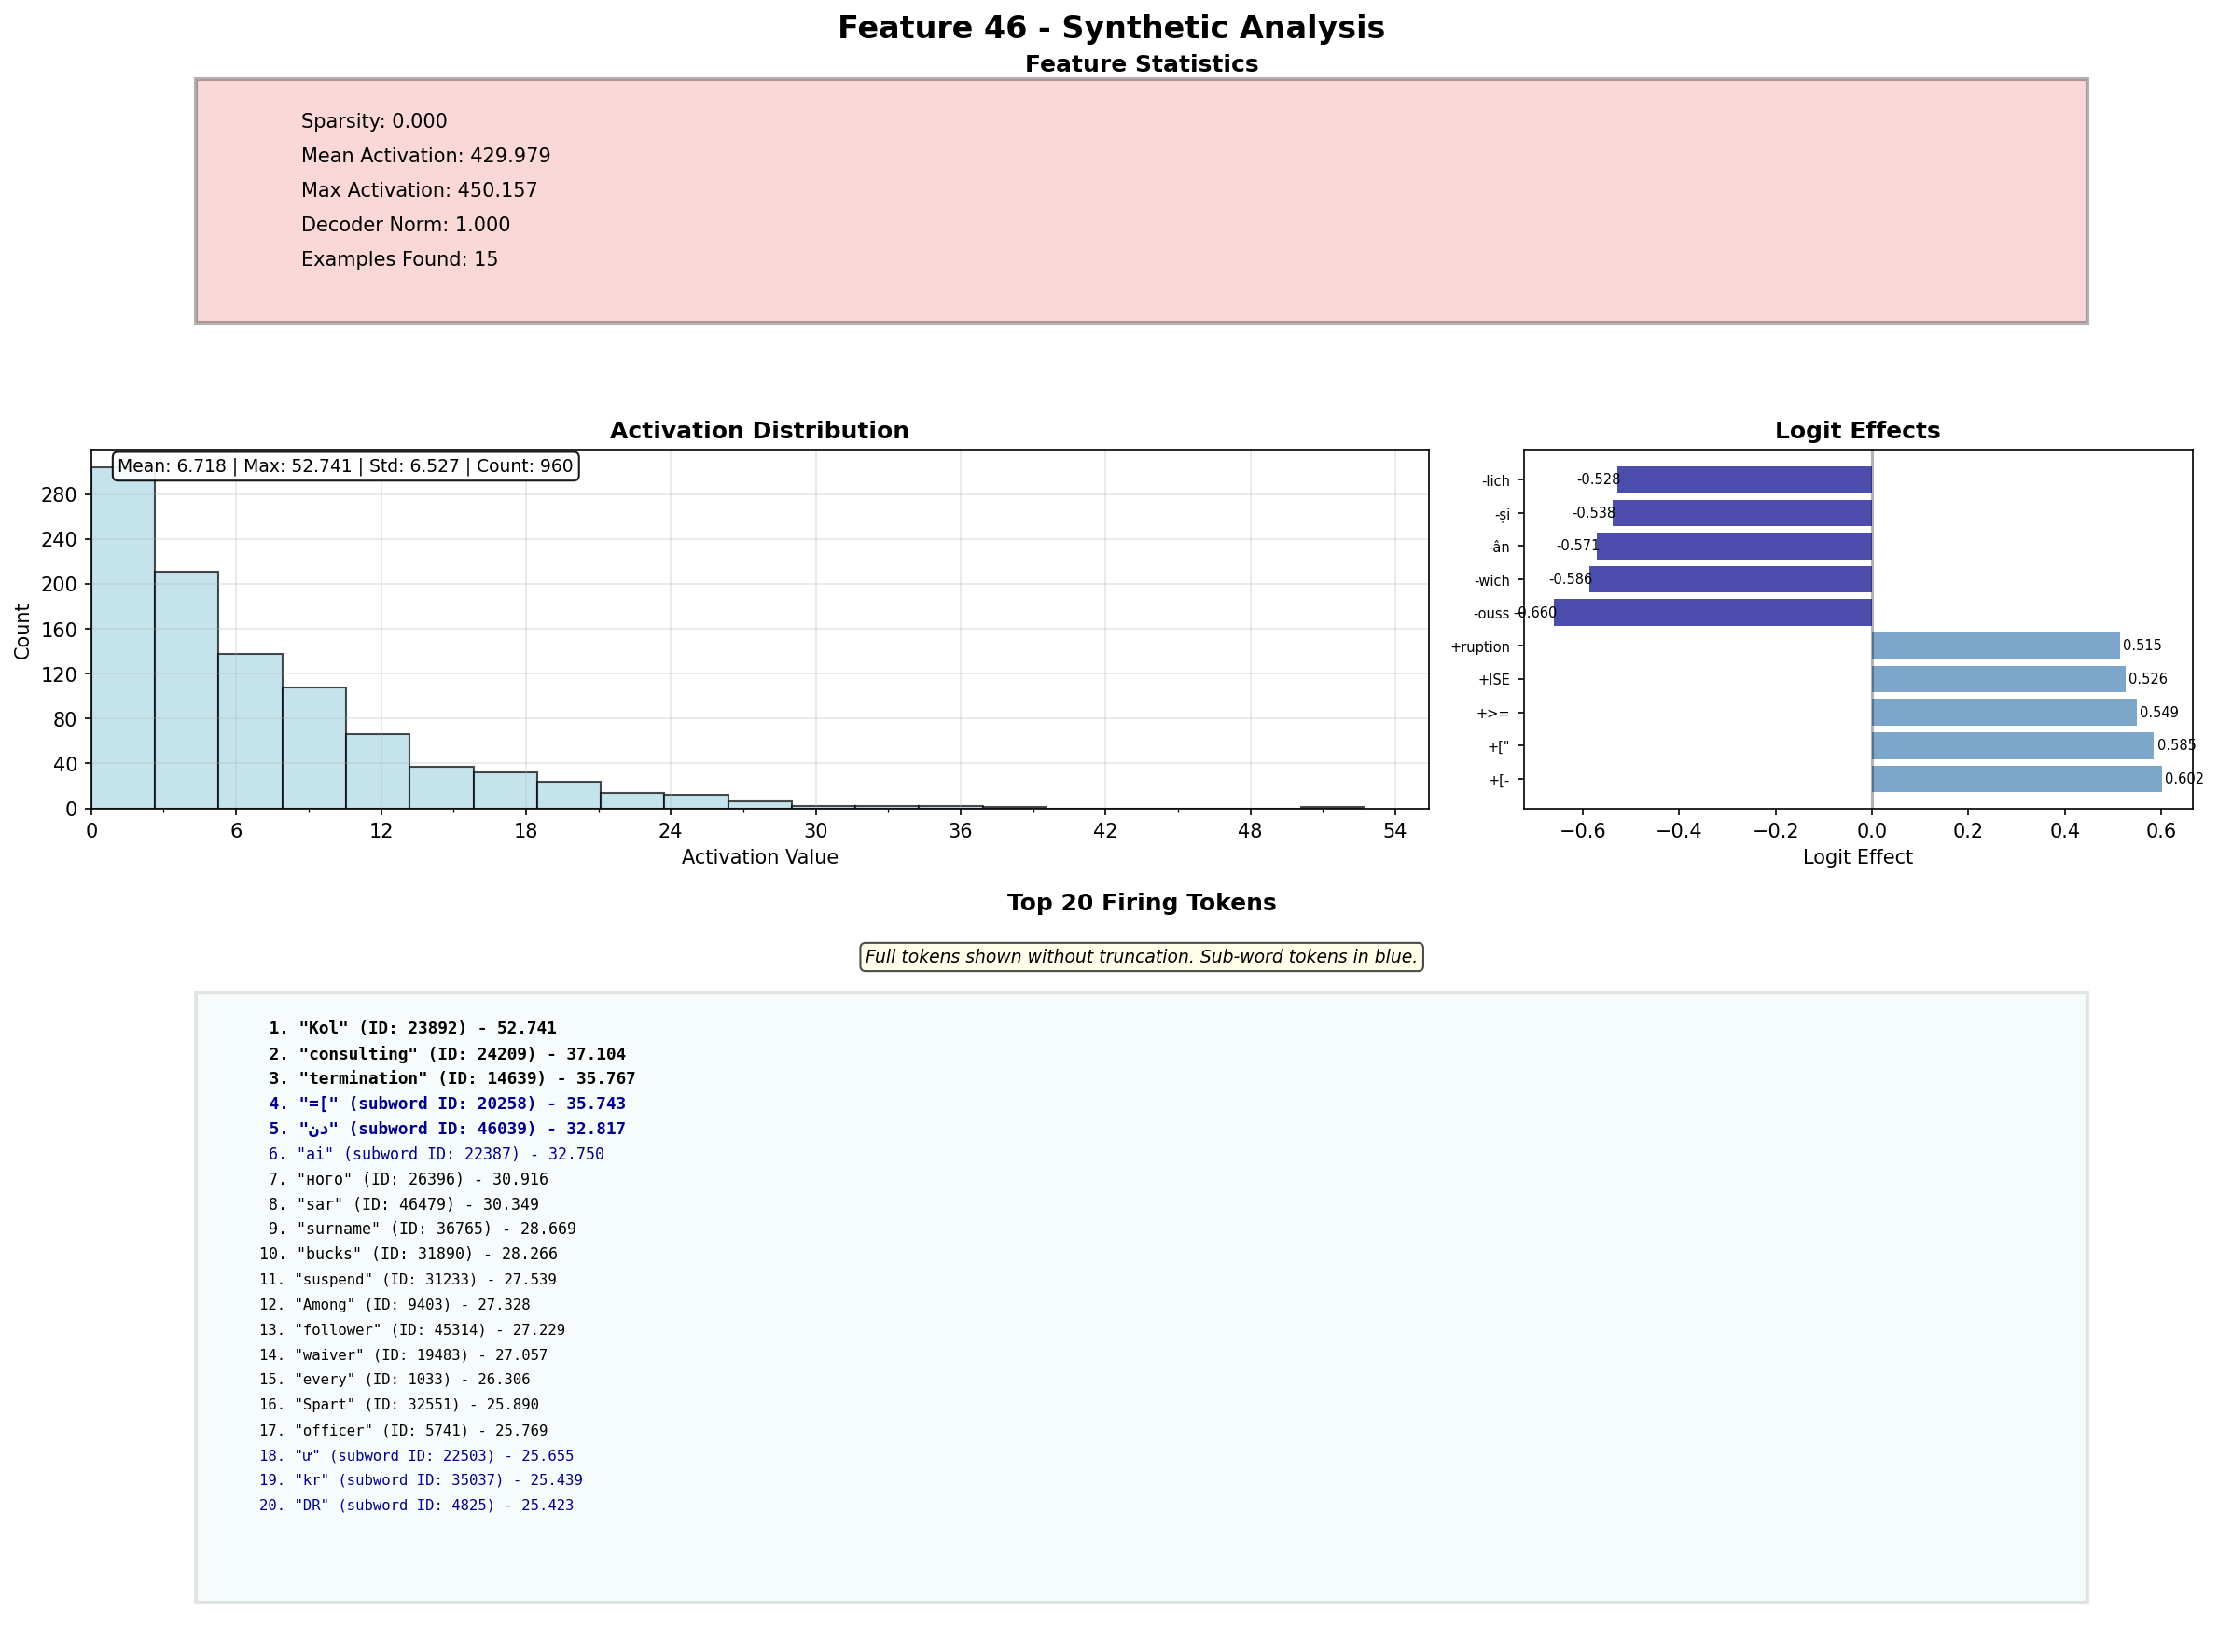 Feature 46 - Synthetic Analysis
Feature Statistics
Sparsity: 0.000
Mean Activation: 429.979
Max Activation: 450.157
Decoder Norm: 1.000
Examples Found: 15
Activation Distribution
Mean: 6.718 | Max: 52.741 | Std: 6.527 | Count: 960
280
240
200
160
120
80
40
0
Count
0 6 12 18 24 30 36 42 48 54
Activation Value
Logit Effects
-lich -0.528
-și -0.538
-ân -0.571
-wich -0.586
-ouss -0.660
+ruption 0.515
+ISE 0.526
+>= 0.549
+[" 0.585
+[- 0.602
−0.6 −0.4 −0.2 0.0 0.2 0.4 0.6
Logit Effect
Top 20 Firing Tokens
Full tokens shown without truncation. Sub-word tokens in blue.
1. "Kol" (ID: 23892) - 52.741
2. "consulting" (ID: 24209) - 37.104
3. "termination" (ID: 14639) - 35.767
4. "=[" (subword ID: 20258) - 35.743
5. "دن" (subword ID: 46039) - 32.817
6. "ai" (subword ID: 22387) - 32.750
7. "ного" (ID: 26396) - 30.916
8. "sar" (ID: 46479) - 30.349
9. "surname" (ID: 36765) - 28.669
10. "bucks" (ID: 31890) - 28.266
11. "suspend" (ID: 31233) - 27.539
12. "Among" (ID: 9403) - 27.328
13. "follower" (ID: 45314) - 27.229
14. "waiver" (ID: 19483) - 27.057
15. "every" (ID: 1033) - 26.306
16. "Spart" (ID: 32551) - 25.890
17. "officer" (ID: 5741) - 25.769
18. "ư" (subword ID: 22503) - 25.655
19. "kr" (subword ID: 35037) - 25.439
20. "DR" (subword ID: 4825) - 25.423